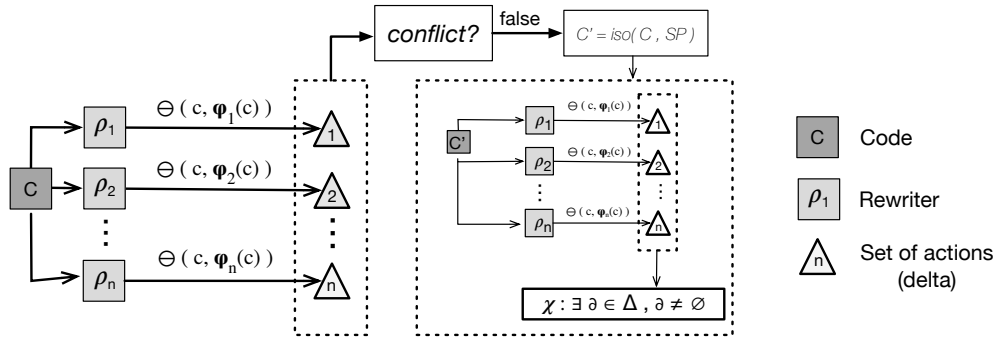 conflict?
false
C' = iso( C , SP )
C
ρ1
⊖ ( c, φ1(c) )
1
ρ2
⊖ ( c, φ2(c) )
2
ρn
⊖ ( c, φn(c) )
n
C'
ρ1
⊖ ( c, φ1(c) )
1
ρ2
⊖ ( c, φ2(c) )
2
ρn
⊖ ( c, φn(c) )
n
χ : ∃ ∂ ∈ Δ , ∂ ≠ ∅
C
Code
ρ1
Rewriter
n
Set of actions
(delta)